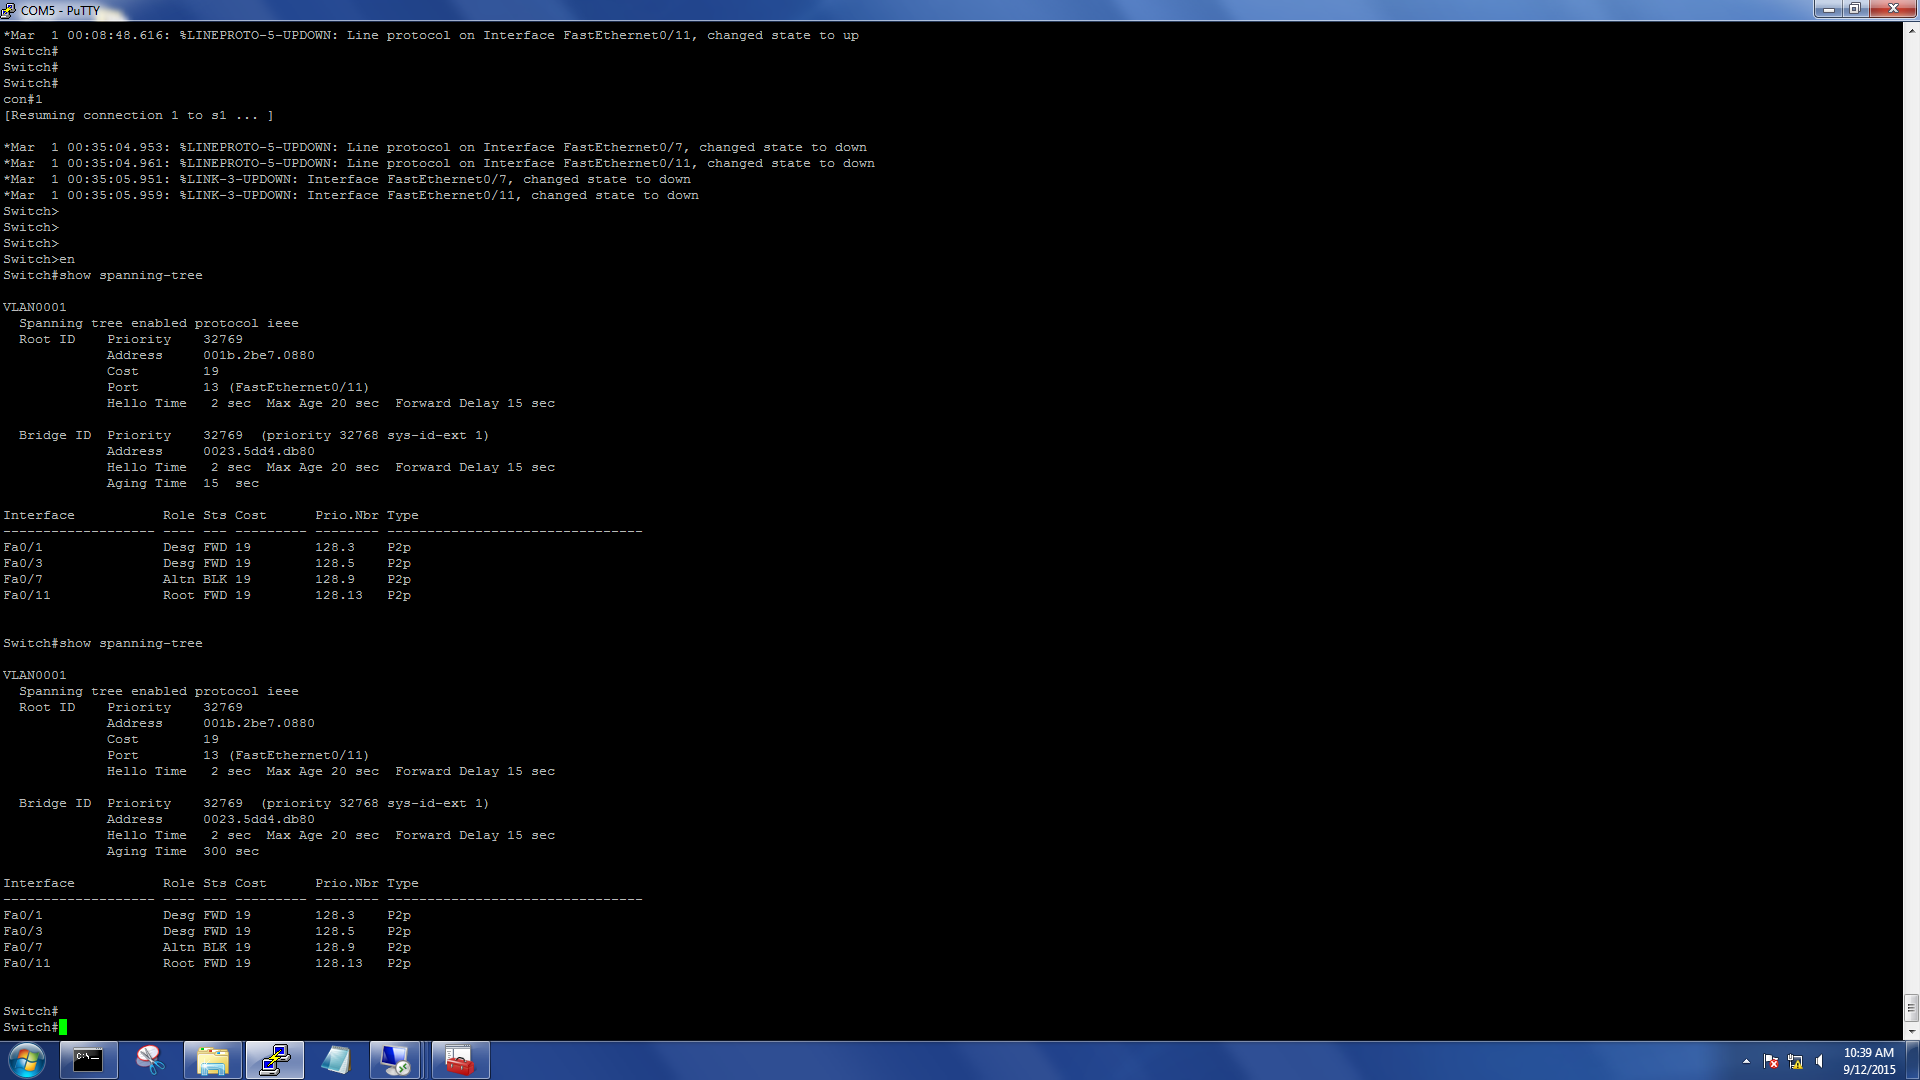 COM5 - PuTTY
*Mar  1 00:08:48.616: %LINEPROTO-5-UPDOWN: Line protocol on Interface FastEthernet0/11, changed state to up
Switch#
Switch#
Switch#
con#1
[Resuming connection 1 to s1 ... ]
*Mar  1 00:35:04.953: %LINEPROTO-5-UPDOWN: Line protocol on Interface FastEthernet0/7, changed state to down
*Mar  1 00:35:04.961: %LINEPROTO-5-UPDOWN: Line protocol on Interface FastEthernet0/11, changed state to down
*Mar  1 00:35:05.951: %LINK-3-UPDOWN: Interface FastEthernet0/7, changed state to down
*Mar  1 00:35:05.959: %LINK-3-UPDOWN: Interface FastEthernet0/11, changed state to down
Switch>
Switch>
Switch>
Switch>en
Switch#show spanning-tree
VLAN0001
  Spanning tree enabled protocol ieee
  Root ID    Priority    32769
             Address     001b.2be7.0880
             Cost        19
             Port        13 (FastEthernet0/11)
             Hello Time   2 sec  Max Age 20 sec  Forward Delay 15 sec
  Bridge ID  Priority    32769  (priority 32768 sys-id-ext 1)
             Address     0023.5dd4.db80
             Hello Time   2 sec  Max Age 20 sec  Forward Delay 15 sec
             Aging Time  15  sec
Interface           Role Sts Cost      Prio.Nbr Type
------------------- ---- --- --------- -------- --------------------------------
Fa0/1               Desg FWD 19        128.3    P2p
Fa0/3               Desg FWD 19        128.5    P2p
Fa0/7               Altn BLK 19        128.9    P2p
Fa0/11              Root FWD 19        128.13   P2p
Switch#show spanning-tree
VLAN0001
  Spanning tree enabled protocol ieee
  Root ID    Priority    32769
             Address     001b.2be7.0880
             Cost        19
             Port        13 (FastEthernet0/11)
             Hello Time   2 sec  Max Age 20 sec  Forward Delay 15 sec
  Bridge ID  Priority    32769  (priority 32768 sys-id-ext 1)
             Address     0023.5dd4.db80
             Hello Time   2 sec  Max Age 20 sec  Forward Delay 15 sec
             Aging Time  300 sec
Interface           Role Sts Cost      Prio.Nbr Type
------------------- ---- --- --------- -------- --------------------------------
Fa0/1               Desg FWD 19        128.3    P2p
Fa0/3               Desg FWD 19        128.5    P2p
Fa0/7               Altn BLK 19        128.9    P2p
Fa0/11              Root FWD 19        128.13   P2p
Switch#
Switch#
C:\.
10:39 AM
9/12/2015